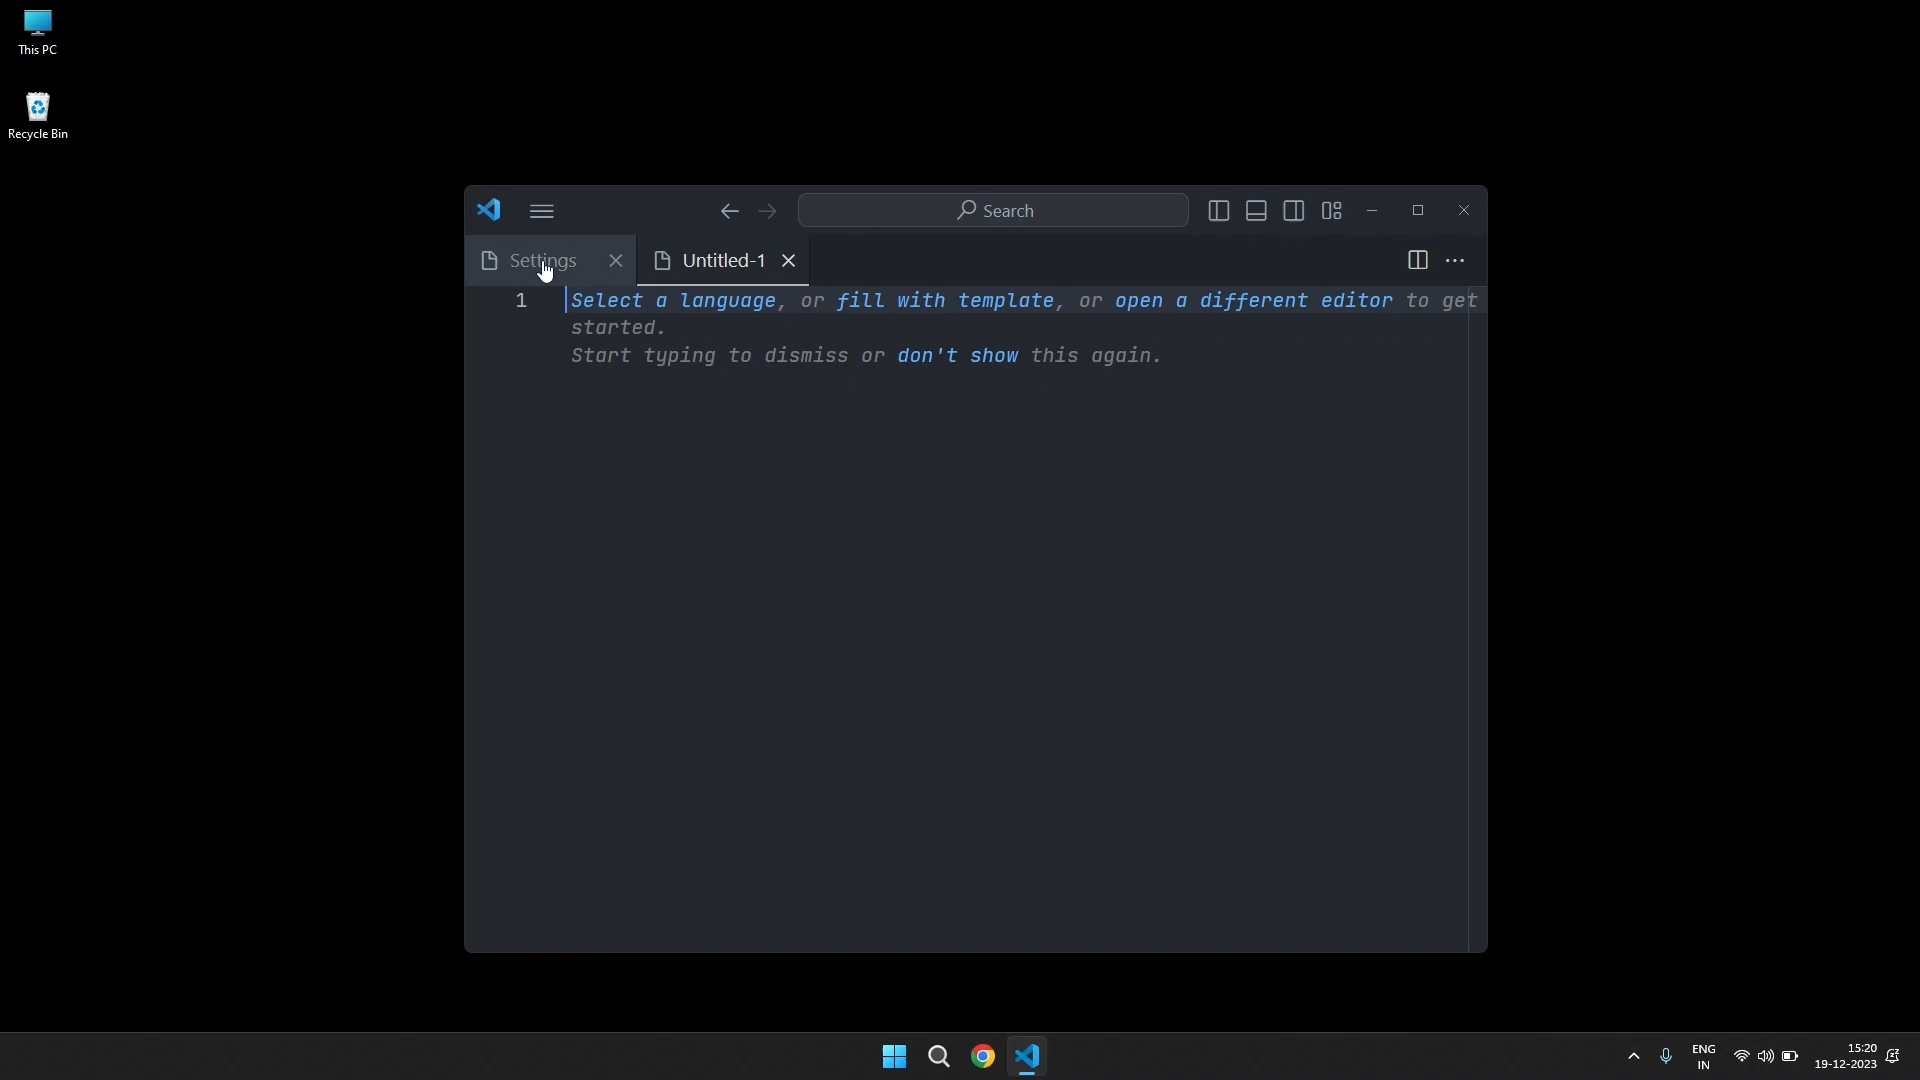 This PC
Recycle Bin
Search
Settings
Untitled-1
1
Select a language, or fill with template, or open a different editor to get
started.
Start typing to dismiss or don't show this again.
ENG
IN
15:20
19-12-2023